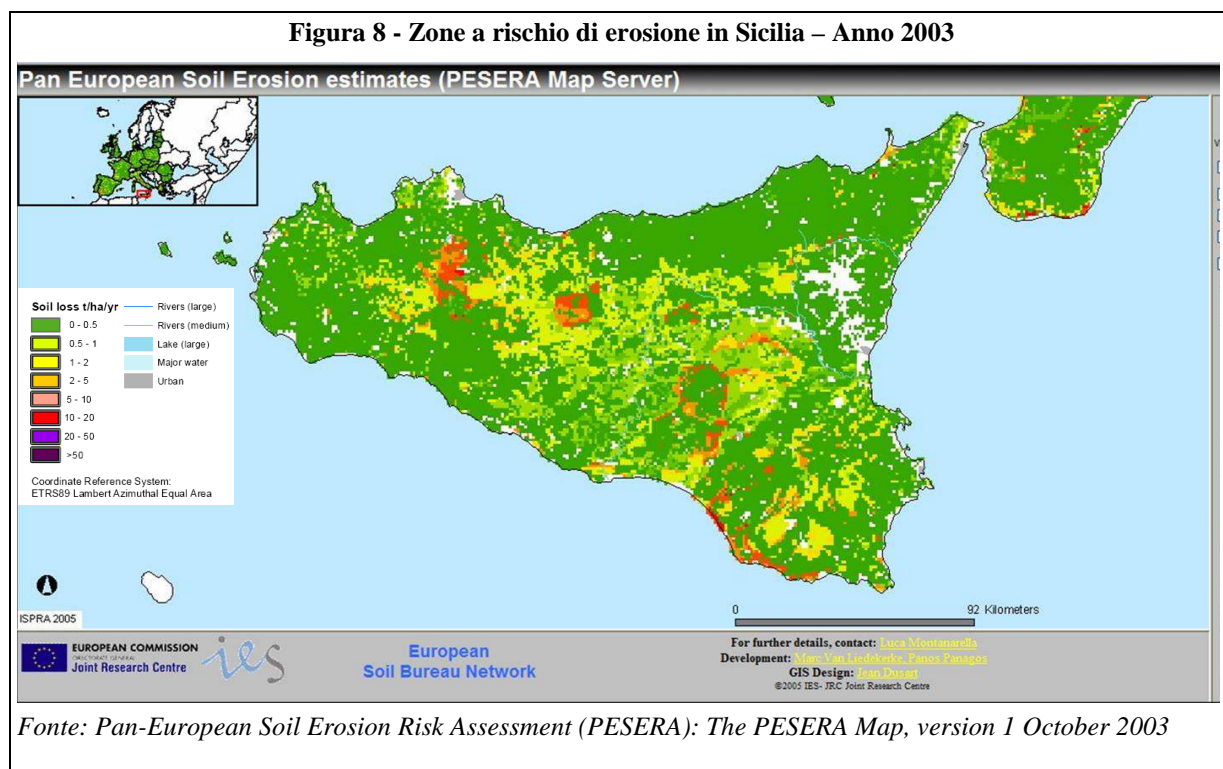 Figura 8 - Zone a rischio di erosione in Sicilia – Anno 2003
Pan European Soil Erosion estimates (PESERA Map Server)
Soil loss t/ha/yr
0 - 0.5
0.5 - 1
1 - 2
2 - 5
5 - 10
10 - 20
20 - 50
>50
Rivers (large)
Rivers (medium)
Lake (large)
Major water
Urban
Coordinate Reference System:
ETRS89 Lambert Azimuthal Equal Area
ISPRA 2005
0 92 Kilometers
EUROPEAN COMMISSION
DIRECTORATE GENERAL
Joint Research Centre
ies
European
Soil Bureau Network
For further details, contact: Luca Montanarella
Development: Marc Van Liedekerke, Panos Panagos
GIS Design: Jean Dusart
©2005 IES- JRC Joint Research Centre
Fonte: Pan-European Soil Erosion Risk Assessment (PESERA): The PESERA Map, version 1 October 2003